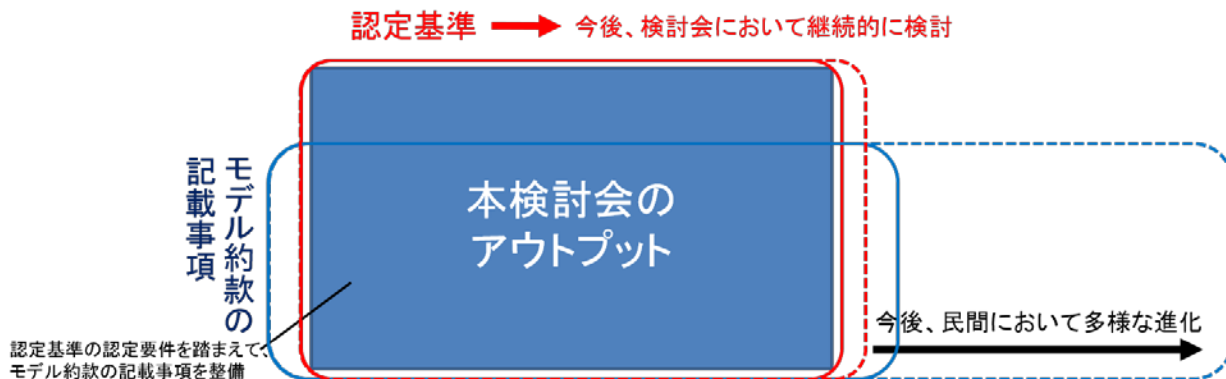 認定基準
今後、検討会において継続的に検討
モデル約款の
記載事項
本検討会の
アウトプット
今後、民間において多様な進化
認定基準の認定要件を踏まえて、
モデル約款の記載事項を整備